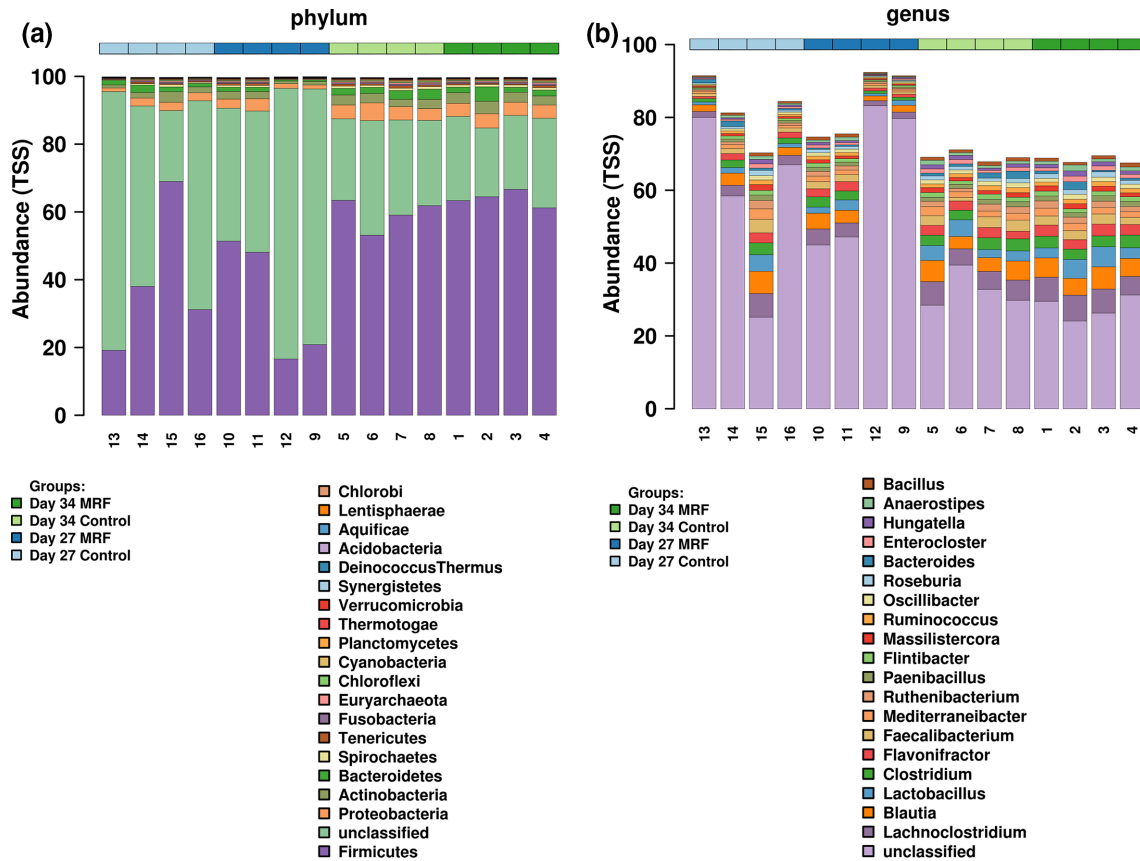 (a)
phylum
Abundance (TSS)
100
80
60
40
20
0
13 14 15 16 10 11 12 9 5 6 7 8 1 2 3 4
Groups:
Day 34 MRF
Day 34 Control
Day 27 MRF
Day 27 Control
Chlorobi
Lentisphaerae
Aquificae
Acidobacteria
DeinococcusThermus
Synergistetes
Verrucomicrobia
Thermotogae
Planctomycetes
Cyanobacteria
Chloroflexi
Euryarchaeota
Fusobacteria
Tenericutes
Spirochaetes
Bacteroidetes
Actinobacteria
Proteobacteria
unclassified
Firmicutes
(b)
genus
Abundance (TSS)
100
80
60
40
20
0
13 14 15 16 10 11 12 9 5 6 7 8 1 2 3 4
Groups:
Day 34 MRF
Day 34 Control
Day 27 MRF
Day 27 Control
Bacillus
Anaerostipes
Hungatella
Enterocloster
Bacteroides
Roseburia
Oscillibacter
Ruminococcus
Massilistercora
Flintibacter
Paenibacillus
Ruthenibacterium
Mediterraneibacter
Faecalibacterium
Flavonifractor
Clostridium
Lactobacillus
Blautia
Lachnoclostridium
unclassified